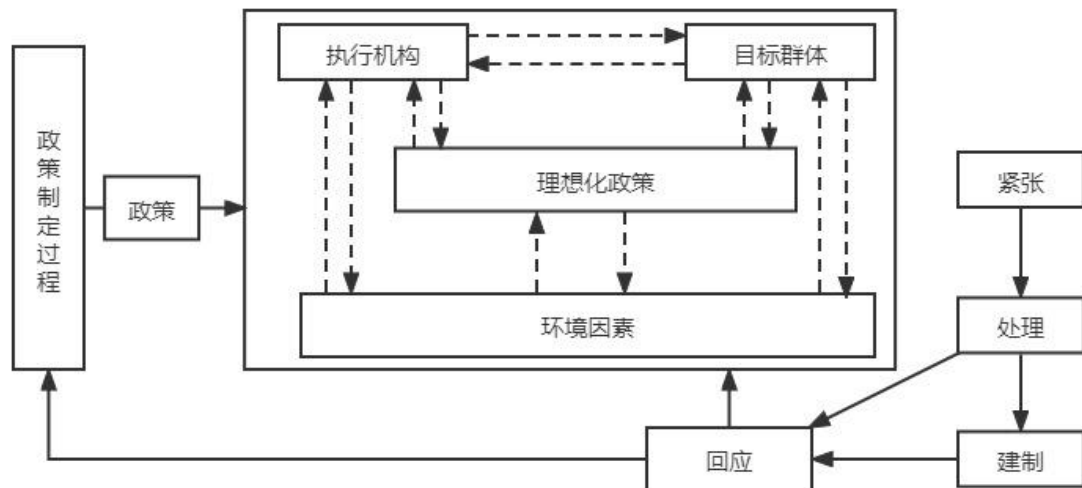 政策制定过程
政策
执行机构
目标群体
理想化政策
环境因素
紧张
处理
回应
建制